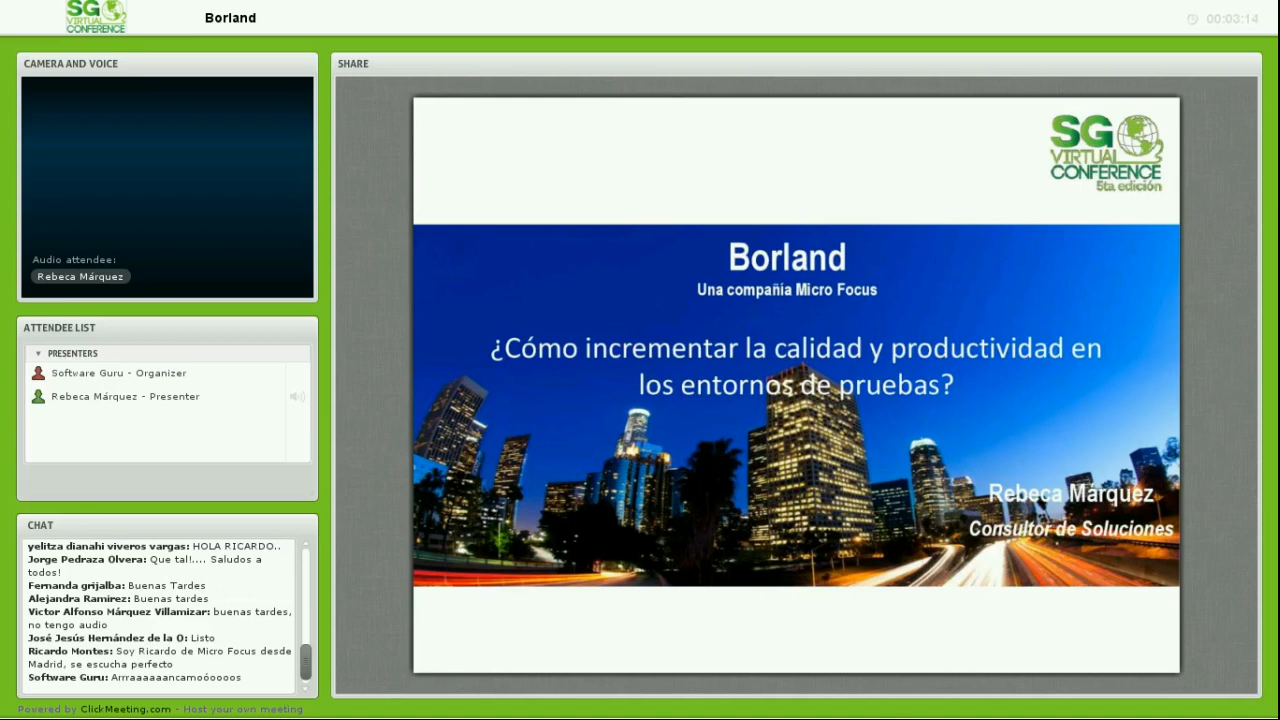 SG
VIRTUAL
CONFERENCE
Borland
00:03:14
CAMERA AND VOICE
Audio attendee:
Rebeca Márquez
ATTENDEE LIST
PRESENTERS
Software Guru - Organizer
Rebeca Márquez - Presenter
CHAT
yelitza dianahi viveros vargas: HOLA RICARDO..
Jorge Pedraza Olvera: Que tal!.... Saludos a
todos!
Fernanda grijalba: Buenas Tardes
Alejandra Ramirez: Buenas tardes
Victor Alfonso Márquez Villamizar: buenas tardes,
no tengo audio
José Jesús Hernández de la O: Listo
Ricardo Montes: Soy Ricardo de Micro Focus desde
Madrid, se escucha perfecto
Software Guru: Arrraaaaaancamoóoooos
Powered by ClickMeeting.com - Host your own meeting
SHARE
SG
VIRTUAL
CONFERENCE
5ta edición
Borland
Una compañía Micro Focus
¿Cómo incrementar la calidad y productividad en
los entornos de pruebas?
Rebeca Márquez
Consultor de Soluciones